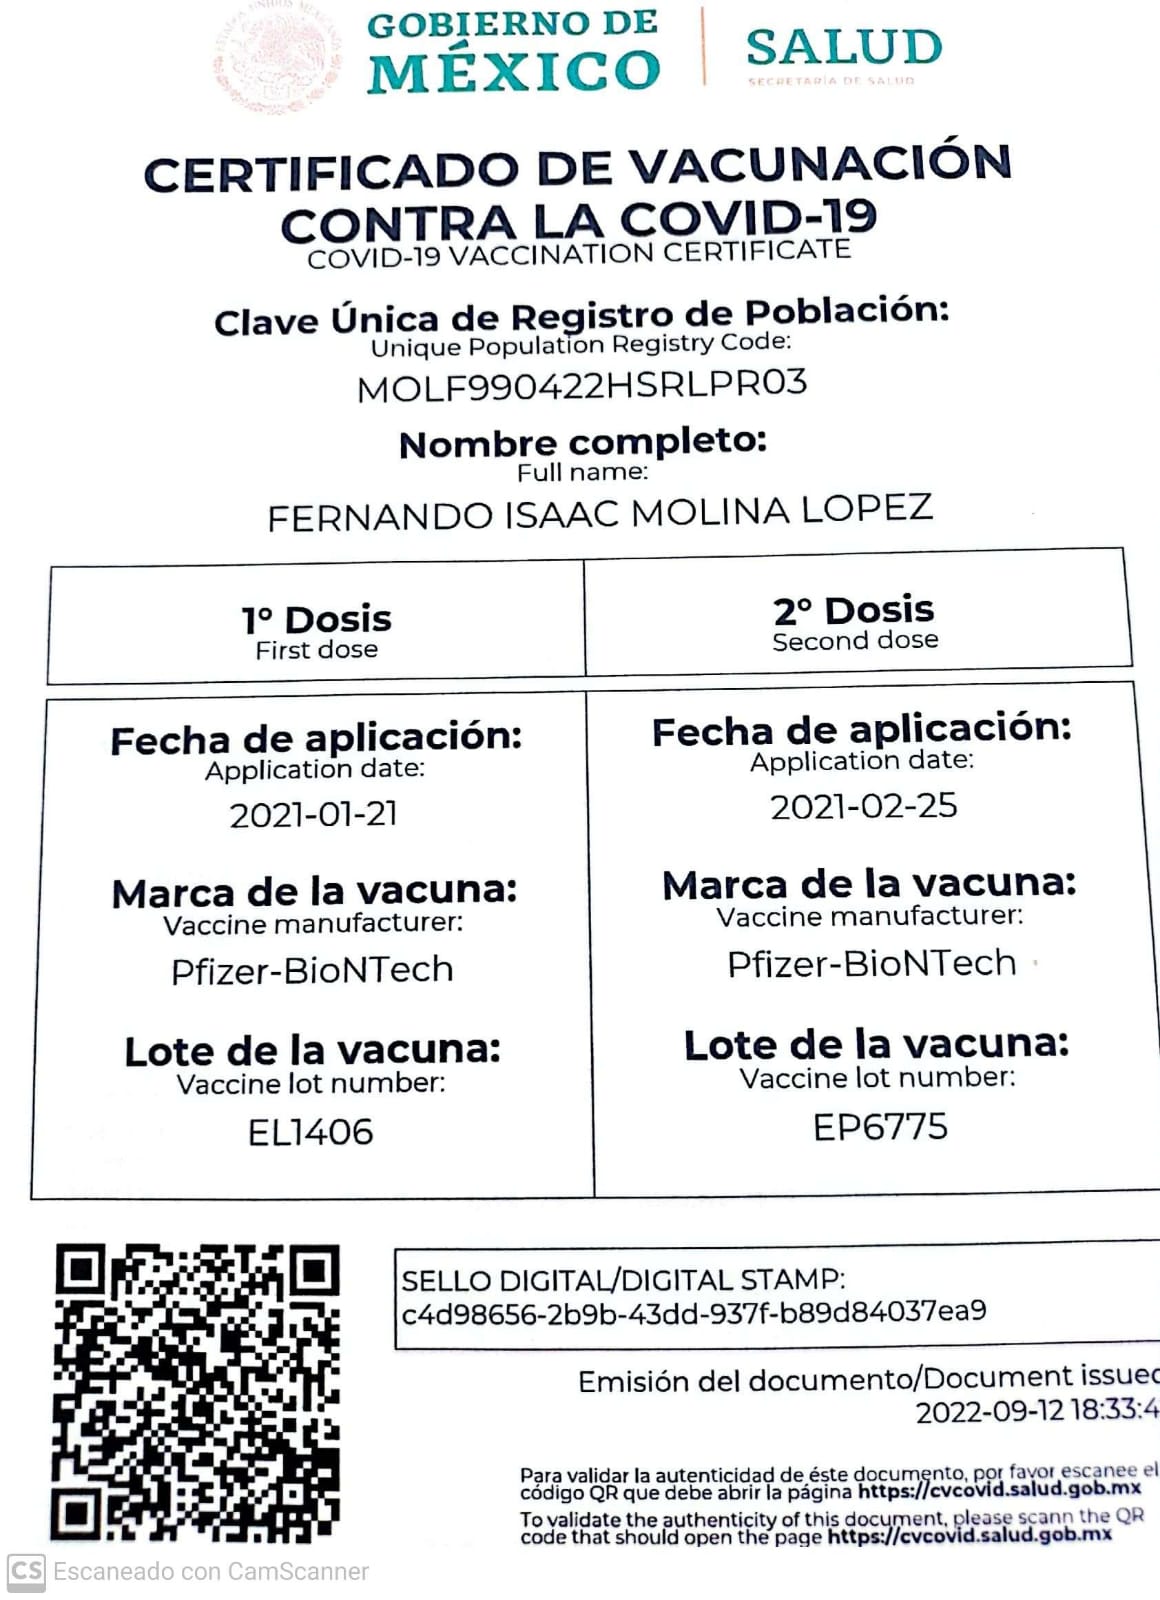 GOBIERNO DE
MÉXICO
SALUD
SECRETARÍA DE SALUD
CERTIFICADO DE VACUNACIÓN
CONTRA LA COVID-19
COVID-19 VACCINATION CERTIFICATE
Clave Única de Registro de Población:
Unique Population Registry Code:
MOLF990422HSRLPR03
Nombre completo:
Full name:
FERNANDO ISAAC MOLINA LOPEZ
1° Dosis
First dose
2° Dosis
Second dose
Fecha de aplicación:
Application date:
2021-01-21
Marca de la vacuna:
Vaccine manufacturer:
Pfizer-BioNTech
Lote de la vacuna:
Vaccine lot number:
EL1406
Fecha de aplicación:
Application date:
2021-02-25
Marca de la vacuna:
Vaccine manufacturer:
Pfizer-BioNTech
Lote de la vacuna:
Vaccine lot number:
EP6775
SELLO DIGITAL/DIGITAL STAMP:
c4d98656-2b9b-43dd-937f-b89d84037ea9
Emisión del documento/Document issued
2022-09-12 18:33:4
Para validar la autenticidad de éste documento, por favor escanee el
código QR que debe abrir la página https://cvcovid.salud.gob.mx
To validate the authenticity of this document, please scann the QR
code that should open the page https://cvcovid.salud.gob.mx
CS Escaneado con CamScanner